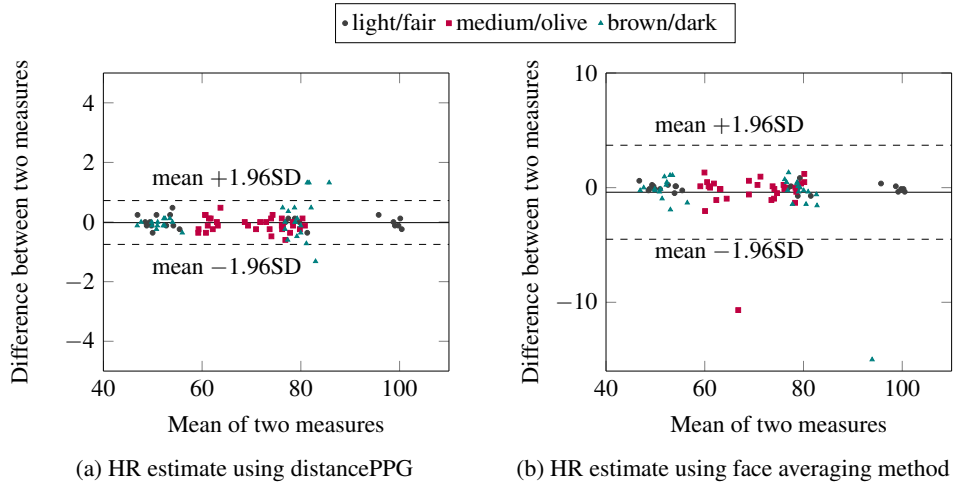 light/fair medium/olive brown/dark
Difference between two measures
4
2
0
−2
−4
mean +1.96SD
mean −1.96SD
40 60 80 100
Mean of two measures
(a) HR estimate using distancePPG
Difference between two measures
10
0
−10
mean +1.96SD
mean −1.96SD
40 60 80 100
Mean of two measures
(b) HR estimate using face averaging method